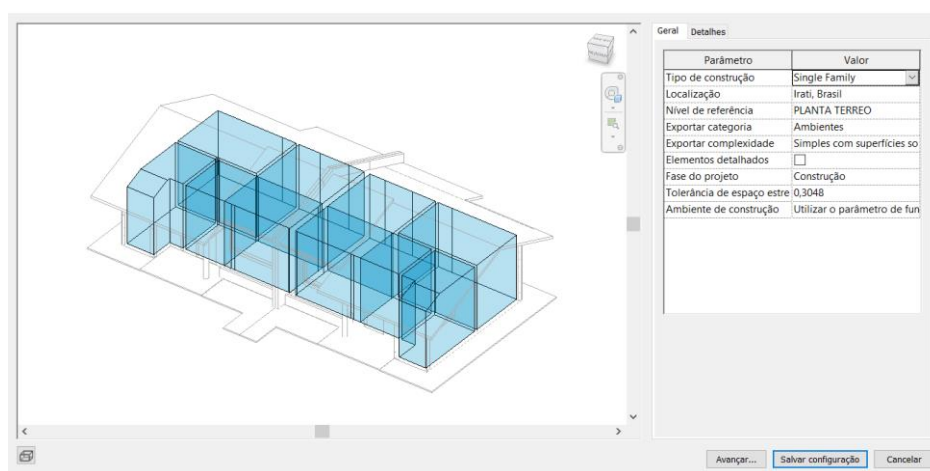 Geral Detalhes
Parâmetro Valor
Tipo de construção Single Family
Localização Irati, Brasil
Nível de referência PLANTA TERREO
Exportar categoria Ambientes
Exportar complexidade Simples com superfícies so
Elementos detalhados
Fase do projeto Construção
Tolerância de espaço estre 0,3048
Ambiente de construção Utilizar o parâmetro de fun
Avançar... Salvar configuração Cancelar